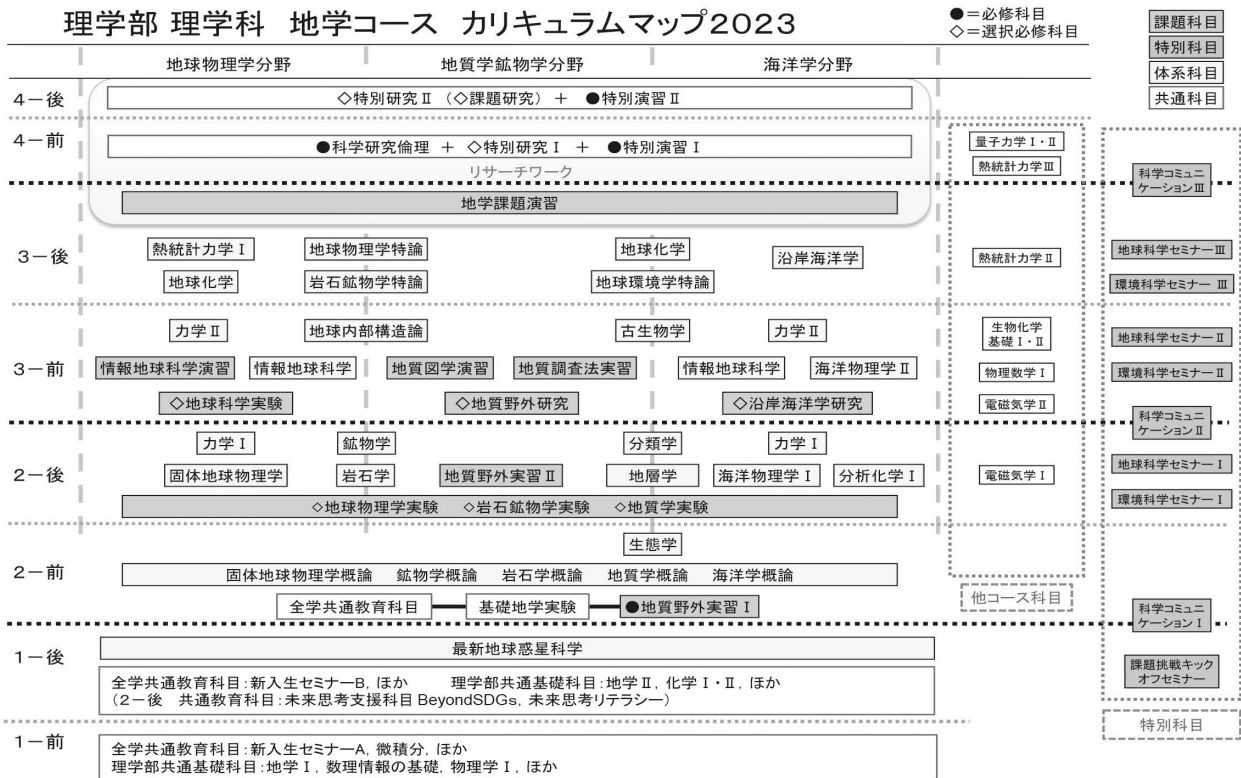 理学部 理学科 地学コース カリキュラムマップ2023
●=必修科目
◇=選択必修科目
課題科目
特別科目
体系科目
共通科目
地球物理学分野 地質学鉱物学分野 海洋学分野
4-後
◇特別研究Ⅱ (◇課題研究) + ●特別演習Ⅱ
4-前
●科学研究倫理 + ◇特別研究Ⅰ + ●特別演習Ⅰ
リサーチワーク
量子力学Ⅰ・Ⅱ
熱統計力学Ⅲ
科学コミュニ
ケーションⅢ
地学課題演習
3-後
熱統計力学Ⅰ 地球物理学特論 地球化学 沿岸海洋学
地球化学 岩石鉱物学特論 地球環境学特論
熱統計力学Ⅱ
地球科学セミナーⅢ
環境科学セミナー Ⅲ
3-前
力学Ⅱ 地球内部構造論 古生物学 力学Ⅱ
情報地球科学演習 情報地球科学 地質図学演習 地質調査法実習 情報地球科学 海洋物理学Ⅱ
◇地球科学実験 ◇地質野外研究 ◇沿岸海洋学研究
生物化学
基礎Ⅰ・Ⅱ
物理数学Ⅰ
電磁気学Ⅱ
地球科学セミナーⅡ
環境科学セミナーⅡ
科学コミュニ
ケーションⅡ
2-後
力学Ⅰ 鉱物学 分類学 力学Ⅰ
固体地球物理学 岩石学 地質野外実習Ⅱ 地層学 海洋物理学Ⅰ 分析化学Ⅰ
◇地球物理学実験 ◇岩石鉱物学実験 ◇地質学実験
電磁気学Ⅰ
地球科学セミナーⅠ
環境科学セミナーⅠ
2-前
生態学
固体地球物理学概論 鉱物学概論 岩石学概論 地質学概論 海洋学概論
全学共通教育科目 基礎地学実験 ●地質野外実習Ⅰ
他コース科目
科学コミュニ
ケーションⅠ
1-後
最新地球惑星科学
全学共通教育科目:新入生セミナーB, ほか 理学部共通基礎科目:地学Ⅱ, 化学Ⅰ・Ⅱ, ほか
(2-後 共通教育科目:未来思考支援科目 BeyondSDGs, 未来思考リテラシー)
課題挑戦キック
オフセミナー
特別科目
1-前
全学共通教育科目:新入生セミナーA, 微積分, ほか
理学部共通基礎科目:地学Ⅰ, 数理情報の基礎, 物理学Ⅰ, ほか